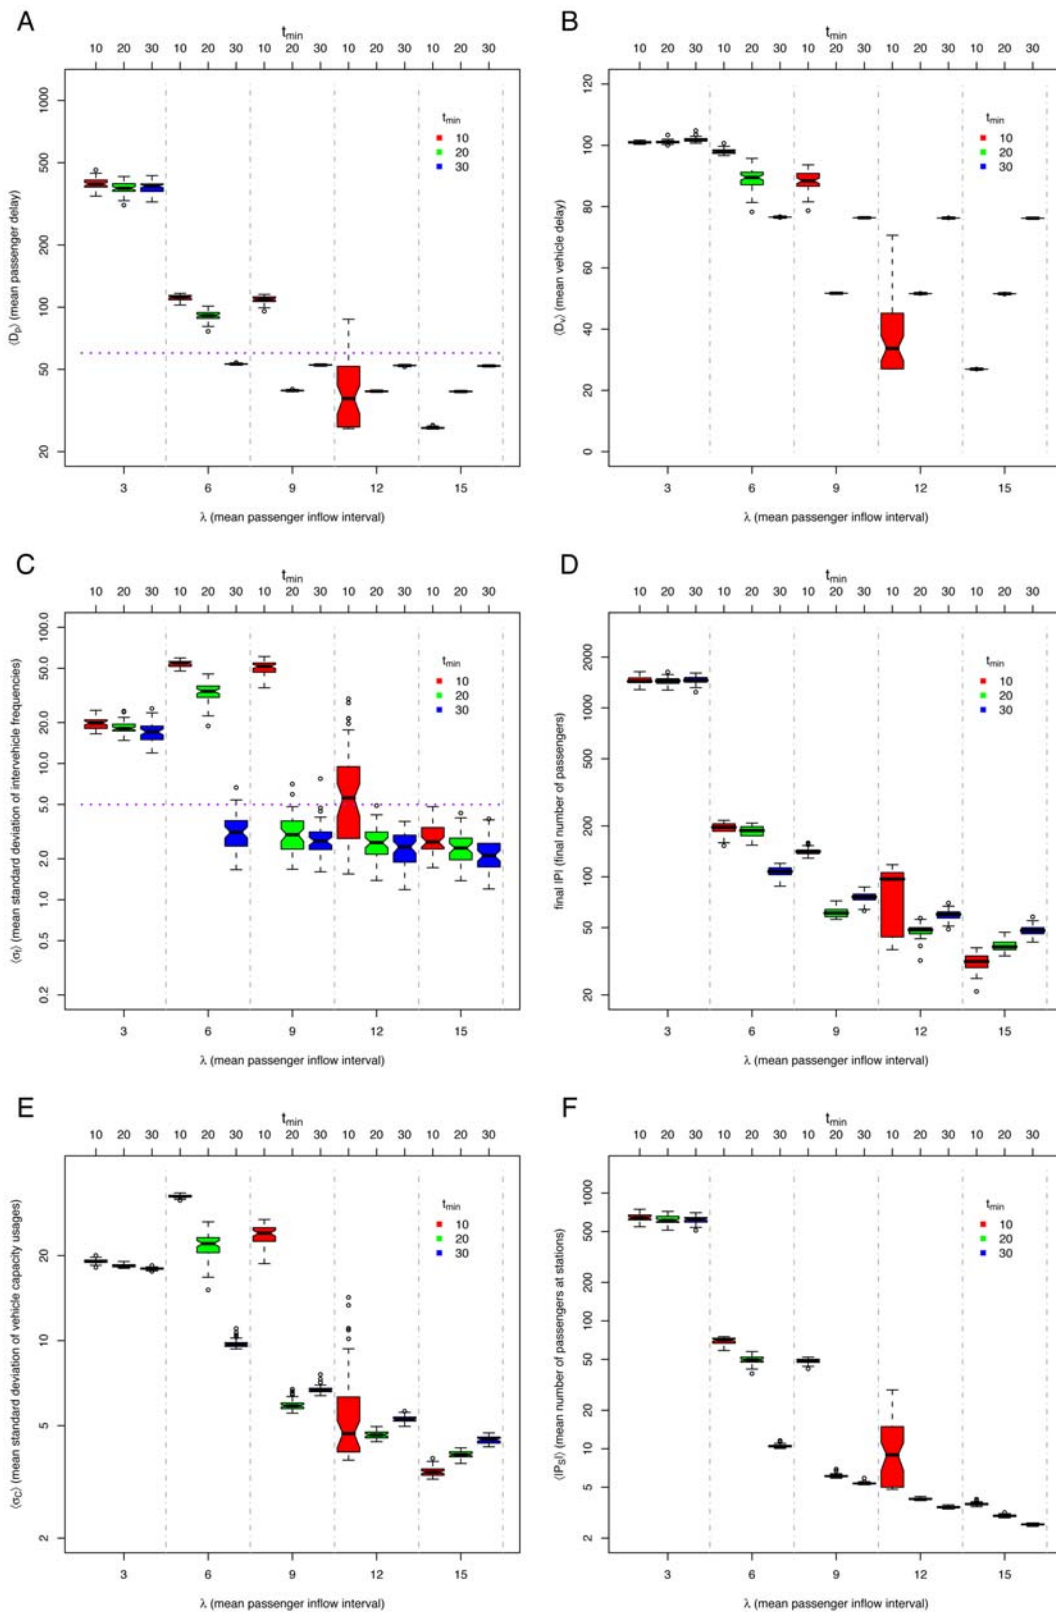 A
t_min
10 20 30 10 20 30 10 20 30 10 20 30 10 20 30
⟨D_p⟩ (mean passenger delay)
1000
500
200
100
50
20
t_min
10
20
30
3 6 9 12 15
λ (mean passenger inflow interval)
B
t_min
10 20 30 10 20 30 10 20 30 10 20 30 10 20 30
⟨D_v⟩ (mean vehicle delay)
120
100
80
60
40
20
0
t_min
10
20
30
3 6 9 12 15
λ (mean passenger inflow interval)
C
t_min
10 20 30 10 20 30 10 20 30 10 20 30 10 20 30
⟨σ_f⟩ (mean standard deviation of intervehicle frequencies)
100.0
50.0
20.0
10.0
5.0
2.0
1.0
0.5
0.2
t_min
10
20
30
3 6 9 12 15
λ (mean passenger inflow interval)
D
t_min
10 20 30 10 20 30 10 20 30 10 20 30 10 20 30
final |P| (final number of passengers)
2000
1000
500
200
100
50
20
t_min
10
20
30
3 6 9 12 15
λ (mean passenger inflow interval)
E
t_min
10 20 30 10 20 30 10 20 30 10 20 30 10 20 30
⟨σ_C⟩ (mean standard deviation of vehicle capacity usages)
20
10
5
2
t_min
10
20
30
3 6 9 12 15
λ (mean passenger inflow interval)
F
t_min
10 20 30 10 20 30 10 20 30 10 20 30 10 20 30
⟨|P_S|⟩ (mean number of passengers at stations)
1000
500
200
100
50
20
10
5
2
t_min
10
20
30
3 6 9 12 15
λ (mean passenger inflow interval)